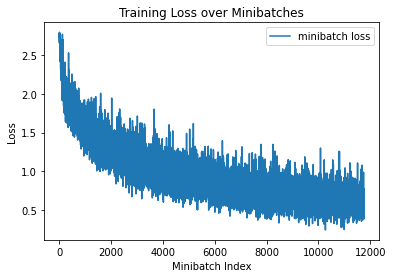 Training Loss over Minibatches
minibatch loss
2.5
2.0
1.5
1.0
0.5
Loss
0 2000 4000 6000 8000 10000 12000
Minibatch Index